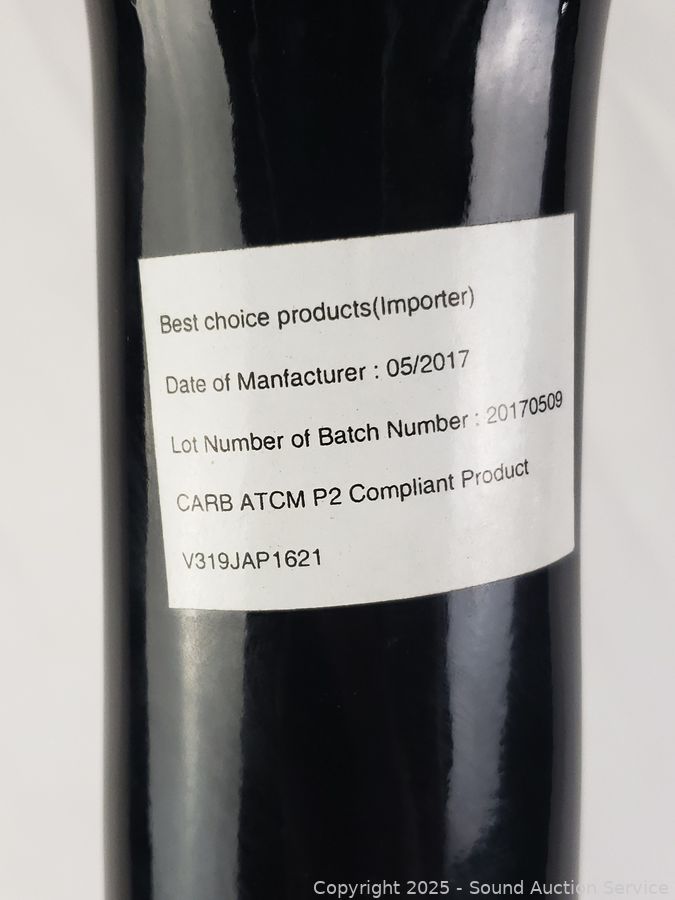 Best choice products(Importer)
Date of Manfacturer : 05/2017
Lot Number of Batch Number : 20170509
CARB ATCM P2 Compliant Product
V319JAP1621
Copyright 2025 - Sound Auction Service